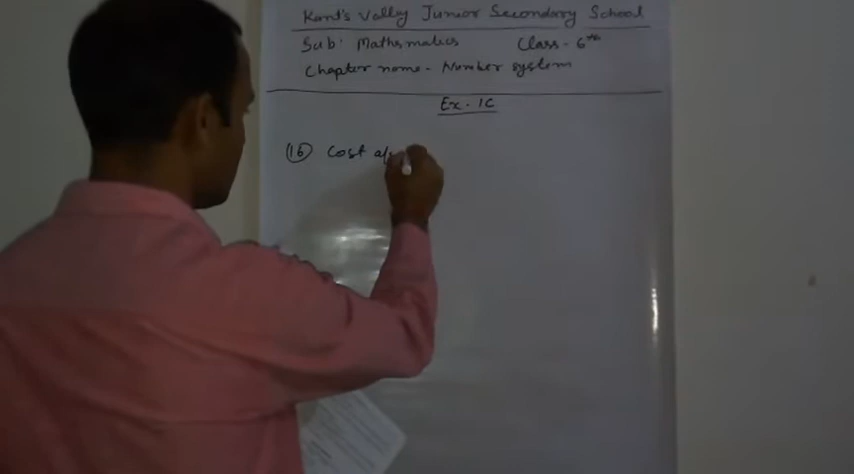 Kant's Valley Junior Secondary School
Sub: Mathematics Class - 6th
Chapter name - Number system
Ex - 1C
(16) Cost of